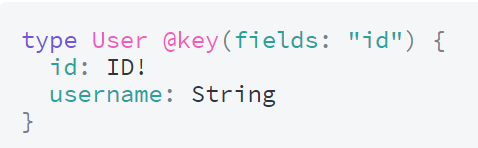 type User @key(fields: "id") {
  id: ID!
  username: String
}